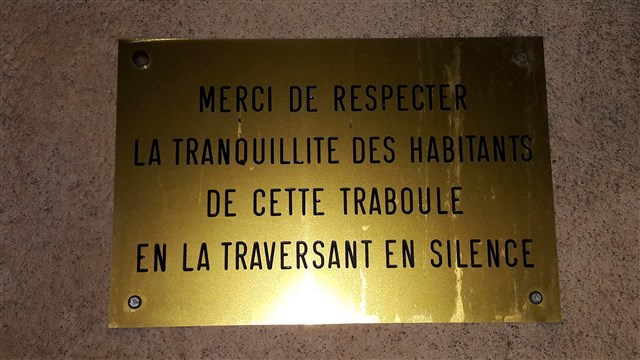 MERCI DE RESPECTER
LA TRANQUILLITE DES HABITANTS
DE CETTE TRABOULE
EN LA TRAVERSANT EN SILENCE